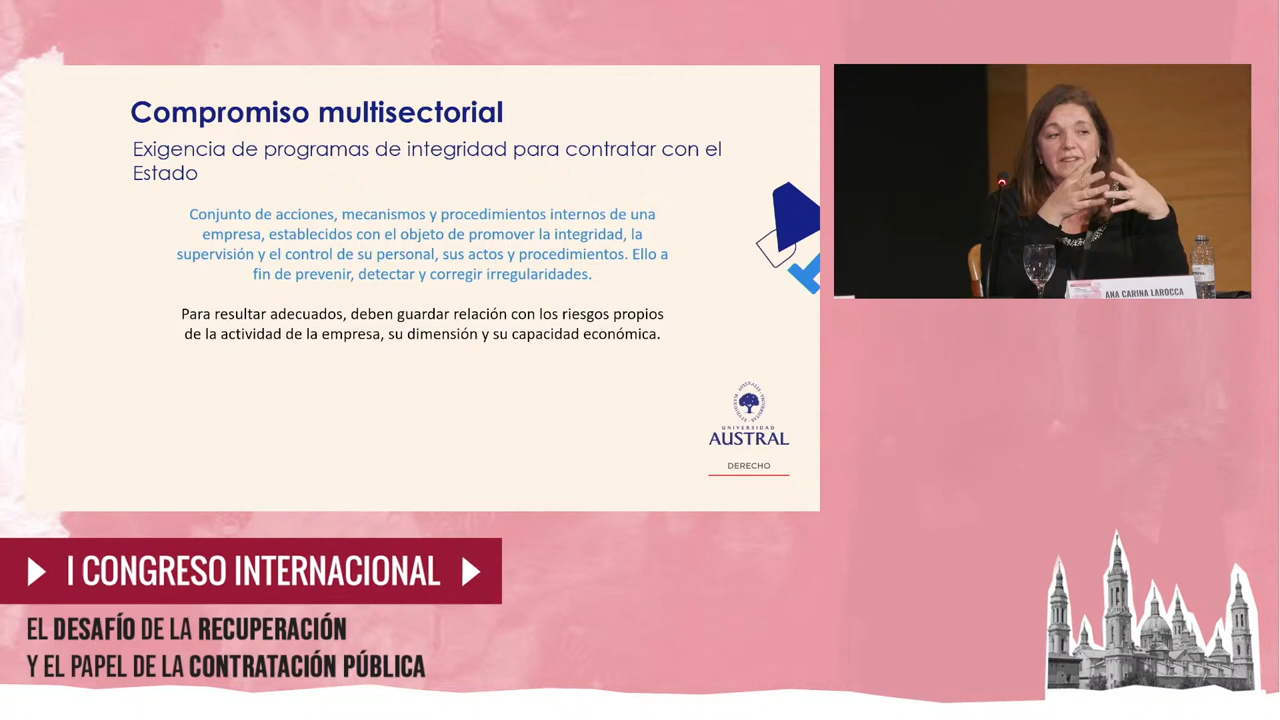 Compromiso multisectorial
Exigencia de programas de integridad para contratar con el
Estado
Conjunto de acciones, mecanismos y procedimientos internos de una
empresa, establecidos con el objeto de promover la integridad, la
supervisión y el control de su personal, sus actos y procedimientos. Ello a
fin de prevenir, detectar y corregir irregularidades.
Para resultar adecuados, deben guardar relación con los riesgos propios
de la actividad de la empresa, su dimensión y su capacidad económica.
UNIVERSIDAD
AUSTRAL
DERECHO
ANA CARINA LAROCCA
I CONGRESO INTERNACIONAL
EL DESAFÍO DE LA RECUPERACIÓN
Y EL PAPEL DE LA CONTRATACIÓN PÚBLICA